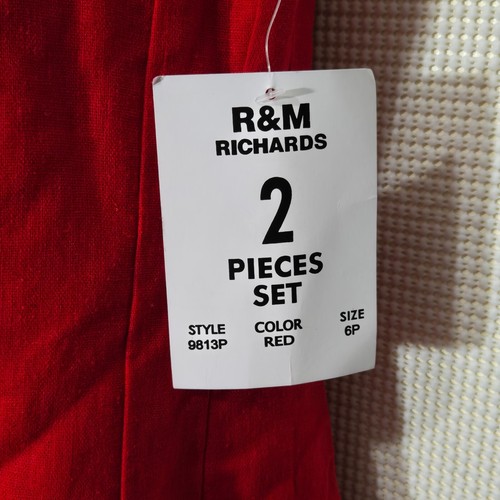 R&M
RICHARDS
2
PIECES
SET
STYLE
9813P
COLOR
RED
SIZE
6P